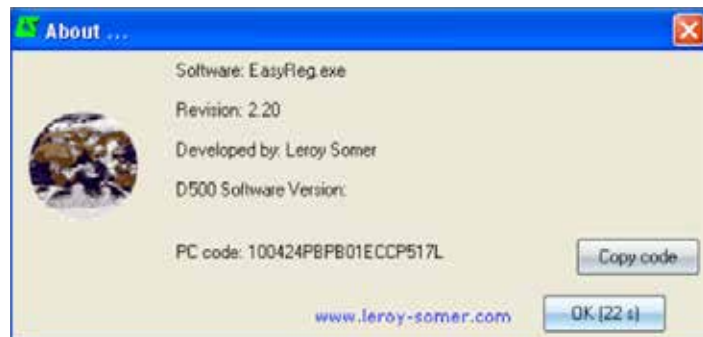 About ...
Software: EasyReg.exe
Revision: 2.20
Developed by: Leroy Somer
D500 Software Version:
PC code: 100424PBPB01ECCP517L
Copy code
www.leroy-somer.com
OK (22 s)